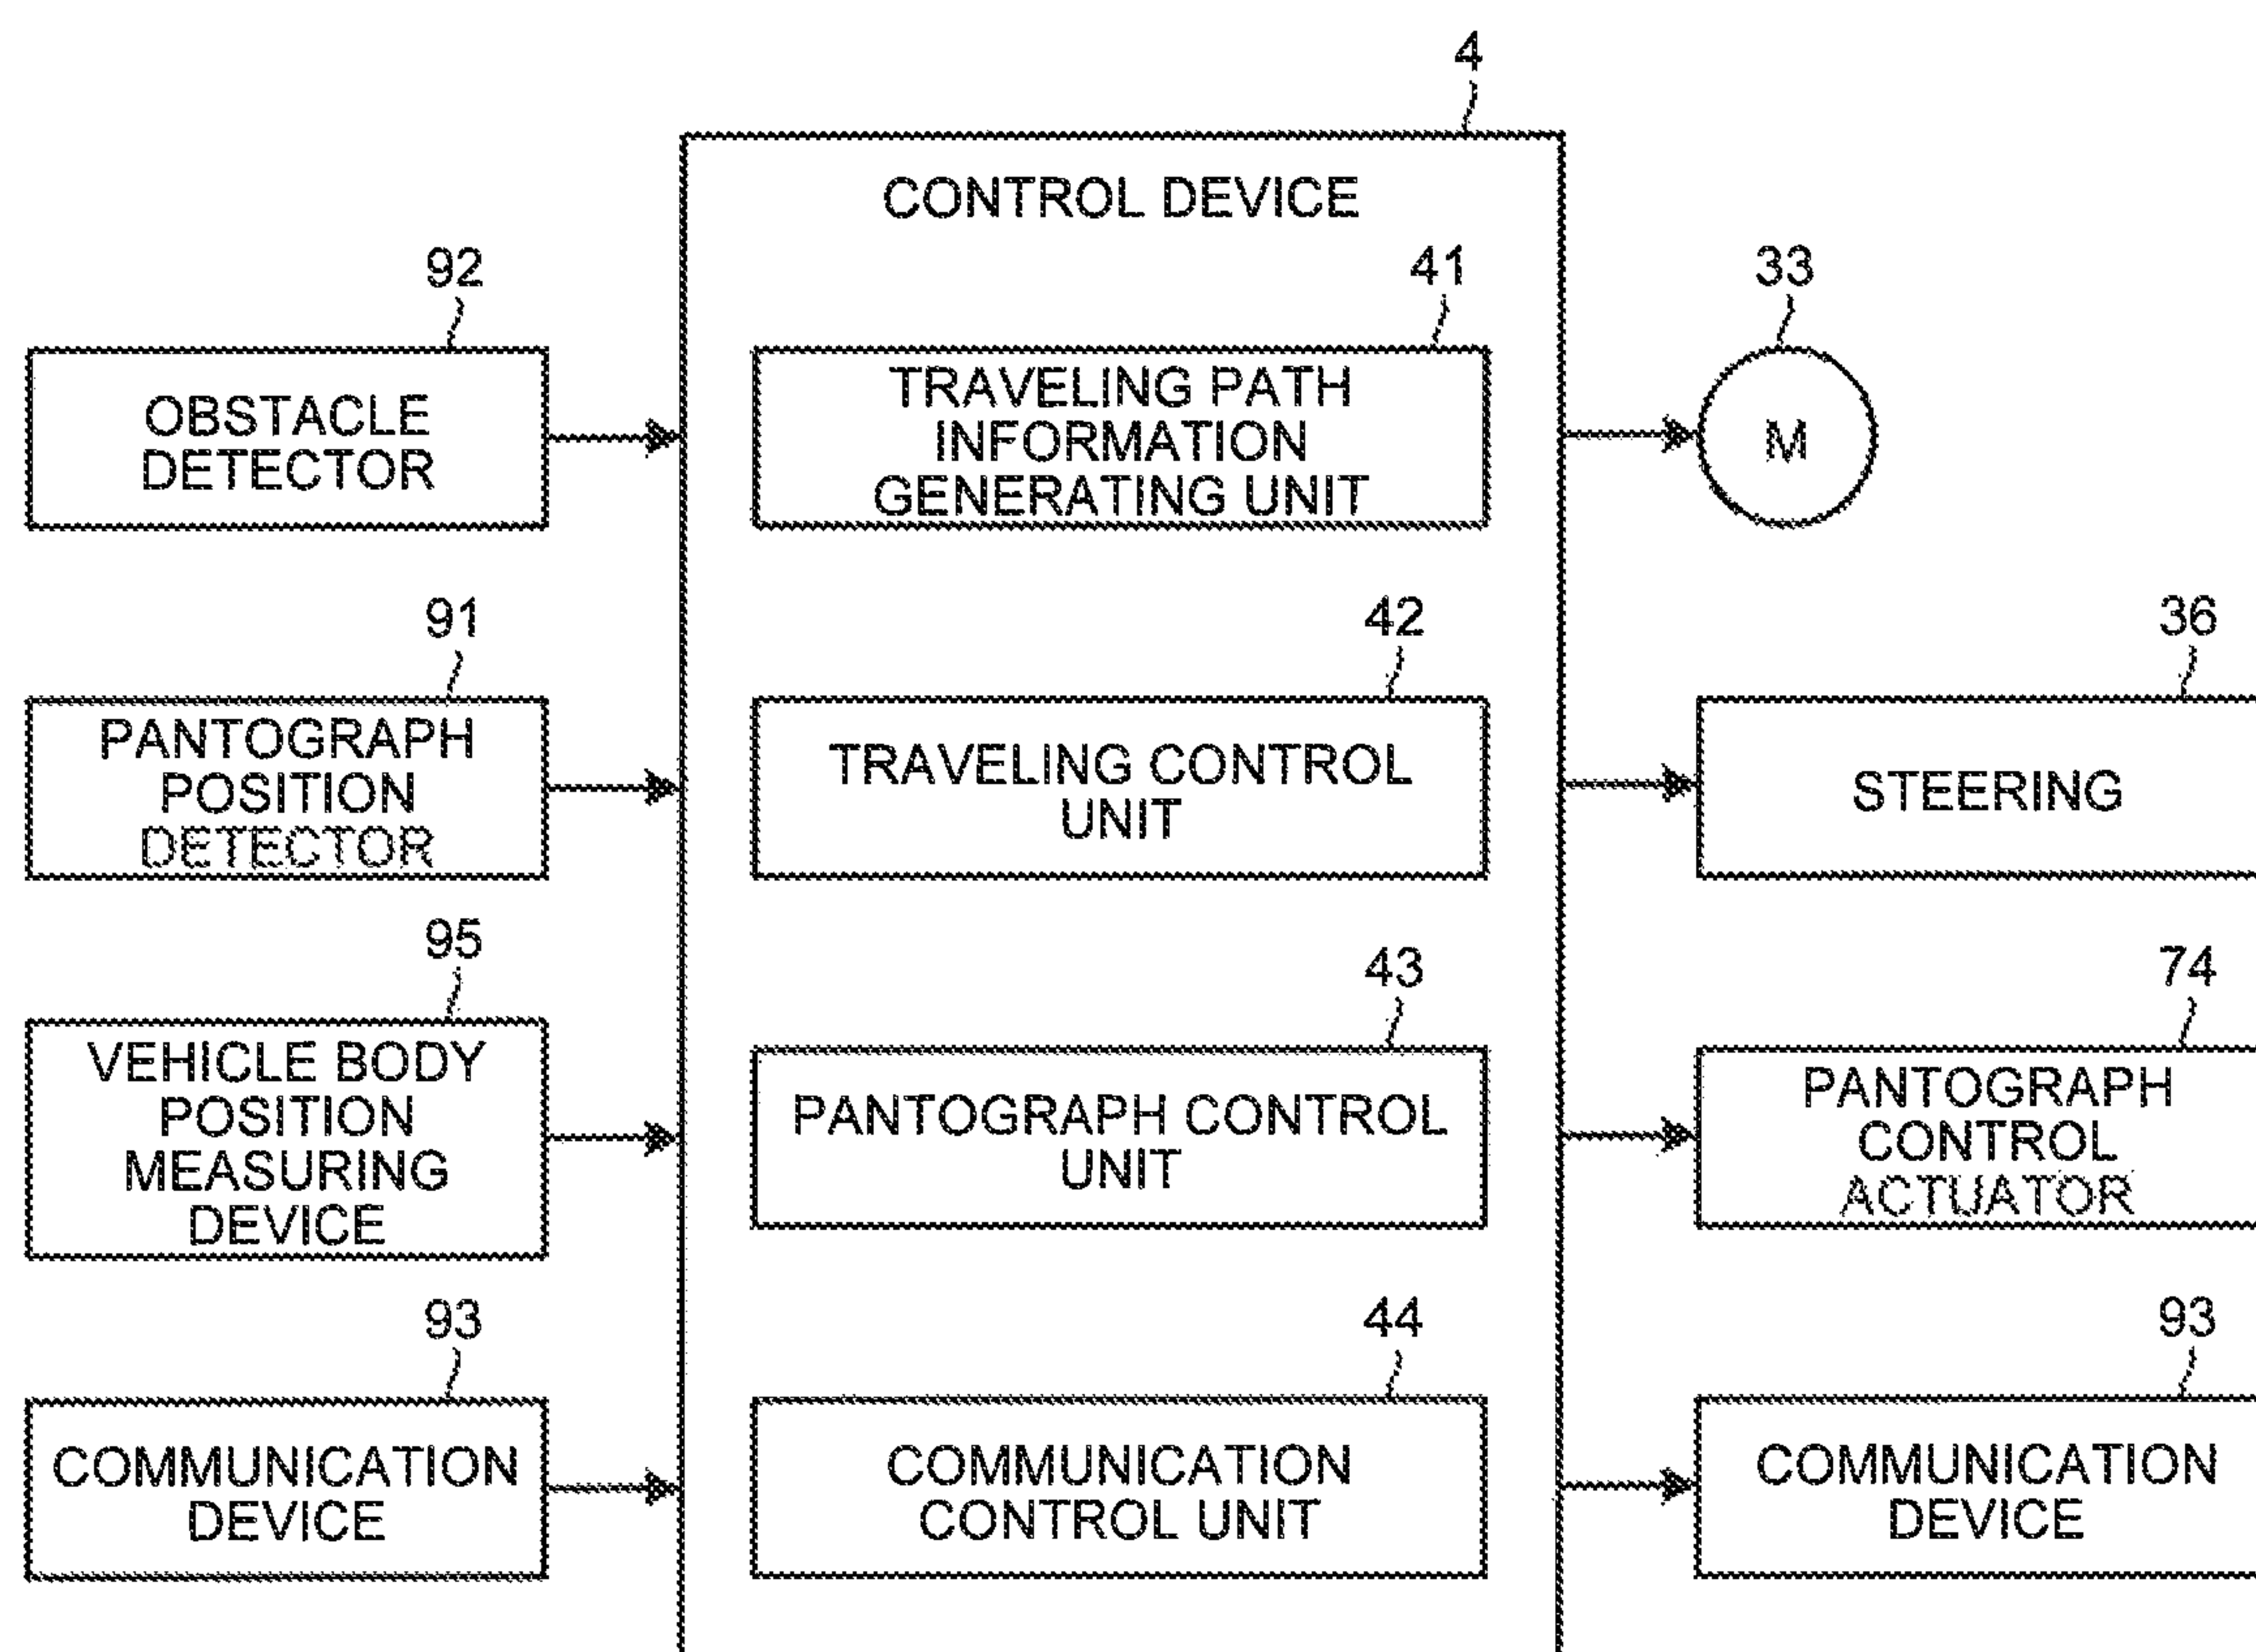 4
CONTROL DEVICE
92
41
33
OBSTACLE
DETECTOR
TRAVELING PATH
INFORMATION
GENERATING UNIT
M
91
42
36
PANTOGRAPH
POSITION
DETECTOR
TRAVELING CONTROL
UNIT
STEERING
95
43
74
VEHICLE BODY
POSITION
MEASURING
DEVICE
PANTOGRAPH CONTROL
UNIT
PANTOGRAPH
CONTROL
ACTUATOR
93
44
93
COMMUNICATION
DEVICE
COMMUNICATION
CONTROL UNIT
COMMUNICATION
DEVICE